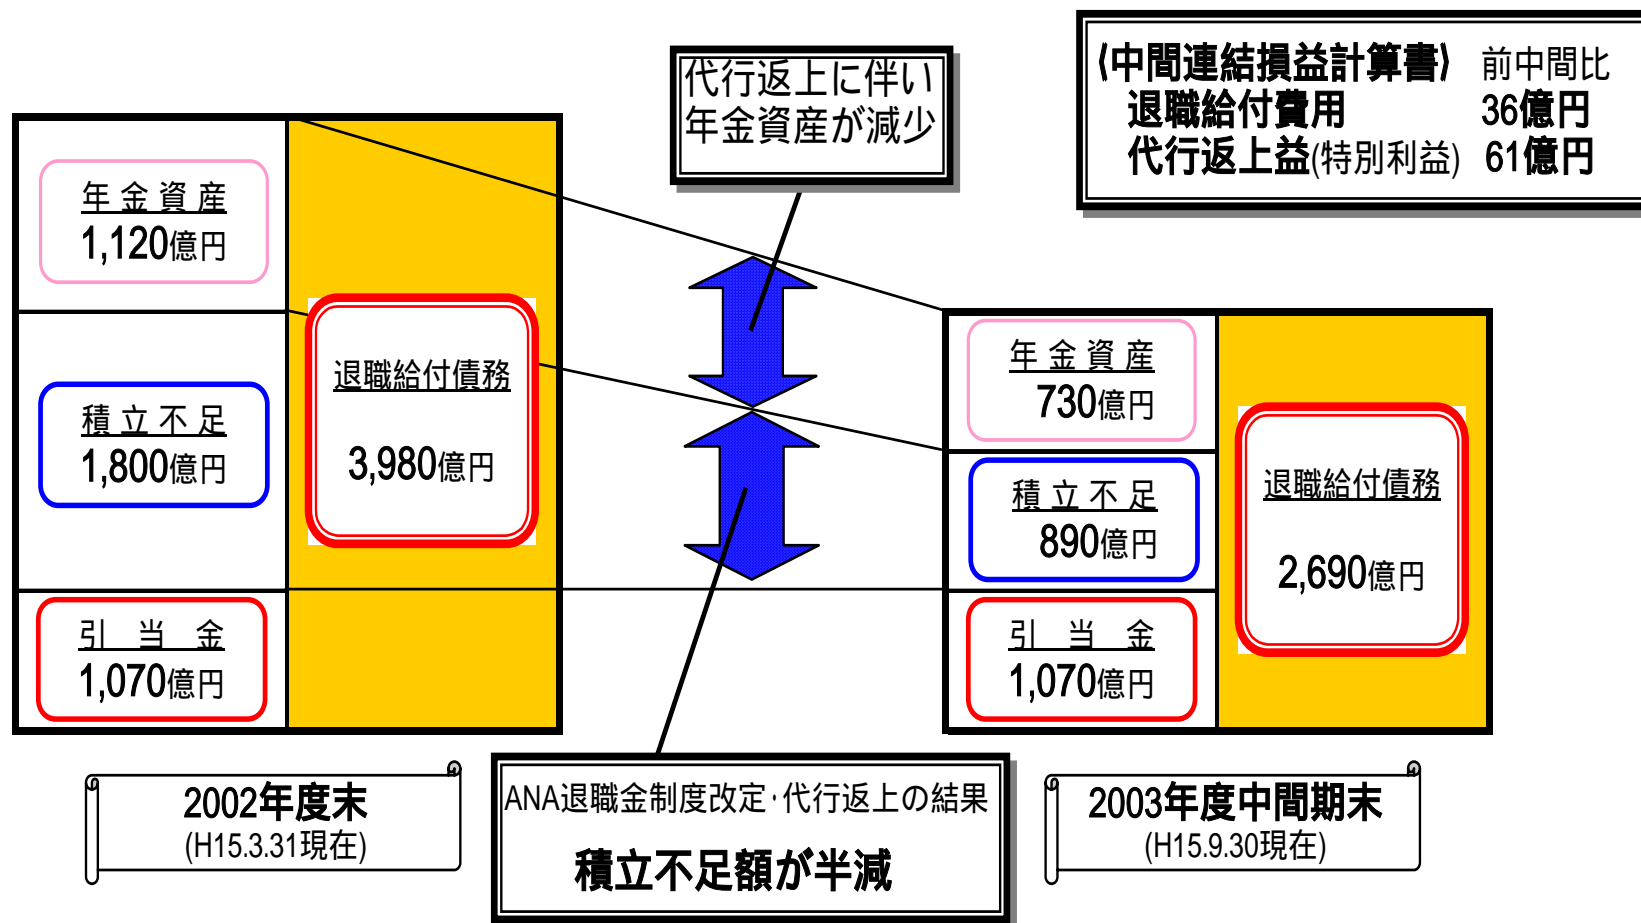 代行返上に伴い
年金資産が減少
⟨中間連結損益計算書⟩ 前中間比
退職給付費用 36億円
代行返上益(特別利益) 61億円
年金資産
1,120億円
積立不足
1,800億円
引当金
1,070億円
退職給付債務
3,980億円
年金資産
730億円
積立不足
890億円
引当金
1,070億円
退職給付債務
2,690億円
2002年度末
(H15.3.31現在)
ANA退職金制度改定・代行返上の結果
積立不足額が半減
2003年度中間期末
(H15.9.30現在)